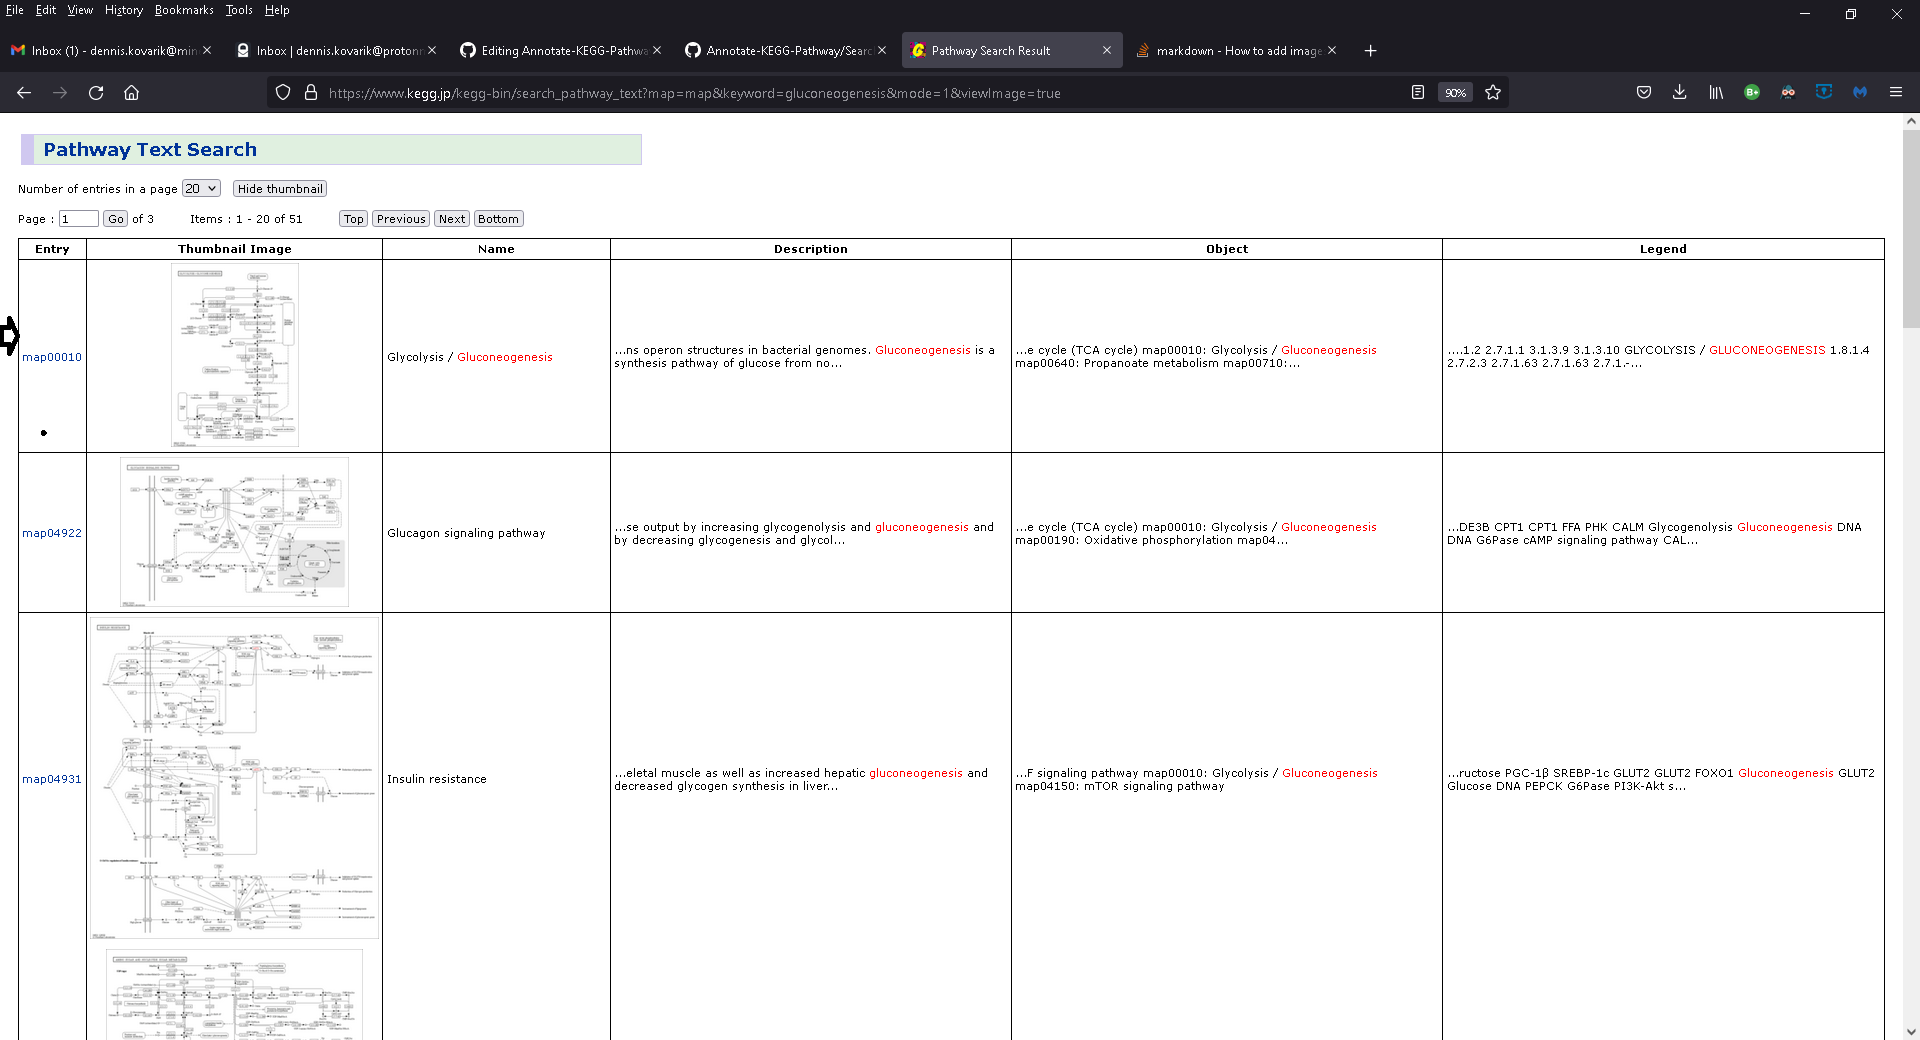 File Edit View History Bookmarks Tools Help
Inbox (1) - dennis.kovarik@min
Inbox | dennis.kovarik@protonn
Editing Annotate-KEGG-Pathwa
Annotate-KEGG-Pathway/Searc
Pathway Search Result
markdown - How to add image
https://www.kegg.jp/kegg-bin/search_pathway_text?map=map&keyword=gluconeogenesis&mode=1&viewImage=true
90%
Pathway Text Search
Number of entries in a page 20 Hide thumbnail
Page : 1 Go of 3 Items : 1 - 20 of 51 Top Previous Next Bottom
Entry Thumbnail Image Name Description Object Legend
map00010
Glycolysis / Gluconeogenesis
...ns operon structures in bacterial genomes. Gluconeogenesis is a
synthesis pathway of glucose from no...
...e cycle (TCA cycle) map00010: Glycolysis / Gluconeogenesis
map00640: Propanoate metabolism map00710:...
....1.2 2.7.1.1 3.1.3.9 3.1.3.10 GLYCOLYSIS / GLUCONEOGENESIS 1.8.1.4
2.7.2.3 2.7.1.63 2.7.1.63 2.7.1.-...
map04922
Glucagon signaling pathway
...se output by increasing glycogenolysis and gluconeogenesis and
by decreasing glycogenesis and glycol...
...e cycle (TCA cycle) map00010: Glycolysis / Gluconeogenesis
map00190: Oxidative phosphorylation map04...
...DE3B CPT1 CPT1 FFA PHK CALM Glycogenolysis Gluconeogenesis DNA
DNA G6Pase cAMP signaling pathway CAL...
map04931
Insulin resistance
...eletal muscle as well as increased hepatic gluconeogenesis and
decreased glycogen synthesis in liver...
...F signaling pathway map00010: Glycolysis / Gluconeogenesis
map04150: mTOR signaling pathway
...ructose PGC-1β SREBP-1c GLUT2 GLUT2 FOXO1 Gluconeogenesis GLUT2
Glucose DNA PEPCK G6Pase PI3K-Akt s...